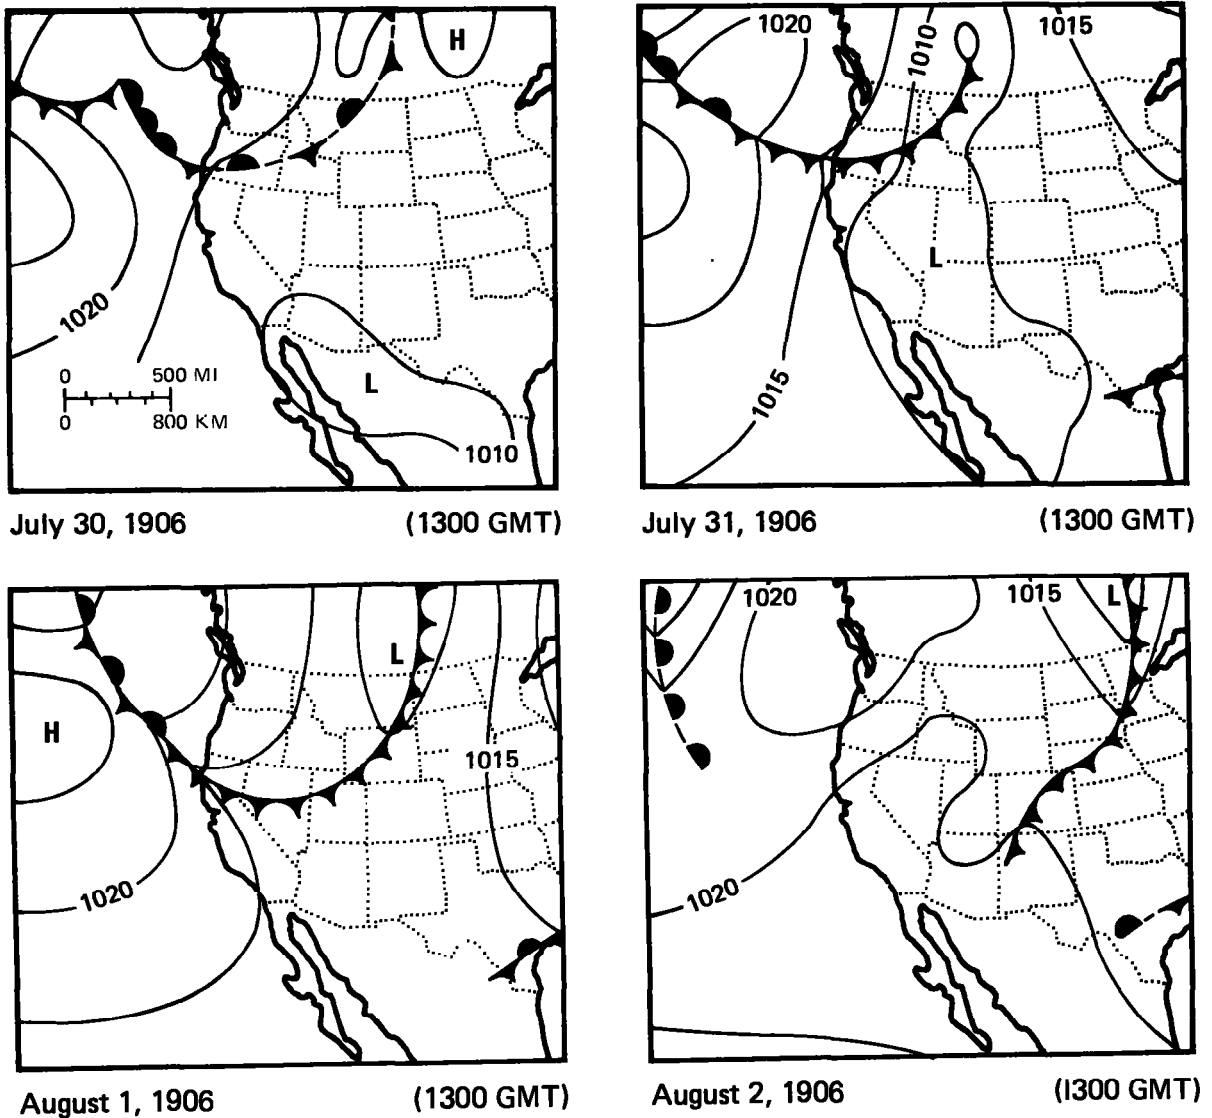 H
1020
0 500 MI
0 800 KM
L
1010
July 30, 1906 (1300 GMT)
1020
1010
1015
L
1015
July 31, 1906 (1300 GMT)
L
H
1015
1020
August 1, 1906 (1300 GMT)
1020
1015
L
1020
August 2, 1906 (I300 GMT)